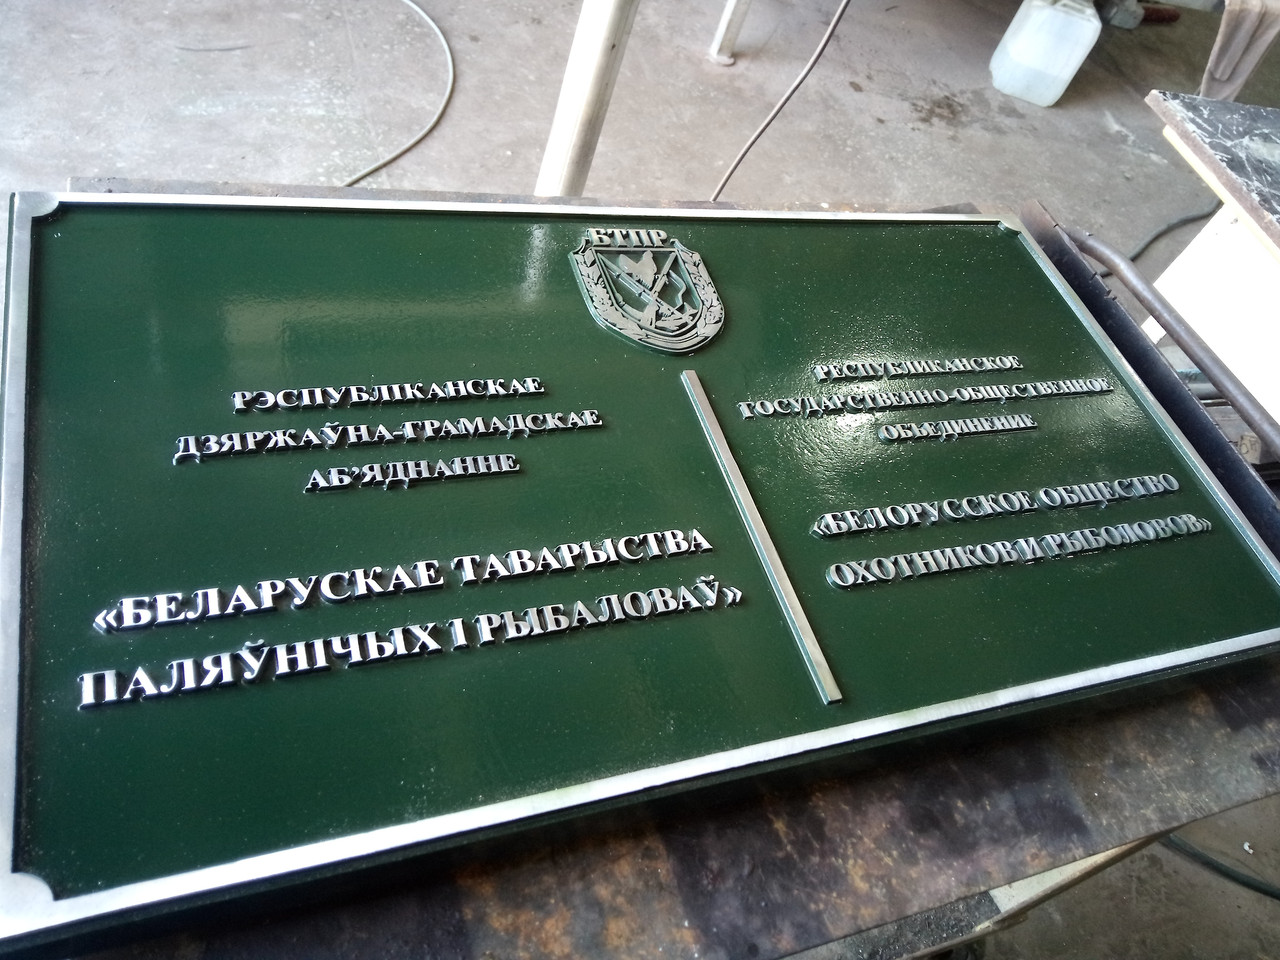 БТПР
РЭСПУБЛІКАНСКАЕ
ДЗЯРЖАЎНА-ГРАМАДСКАЕ
АБ’ЯДНАННЕ
«БЕЛАРУСКАЕ ТАВАРЫСТВА
ПАЛЯЎНІЧЫХ І РЫБАЛОВАЎ»
РЕСПУБЛИКАНСКОЕ
ГОСУДАРСТВЕННО-ОБЩЕСТВЕННОЕ
ОБЪЕДИНЕНИЕ
«БЕЛОРУССКОЕ ОБЩЕСТВО
ОХОТНИКОВ И РЫБОЛОВОВ»